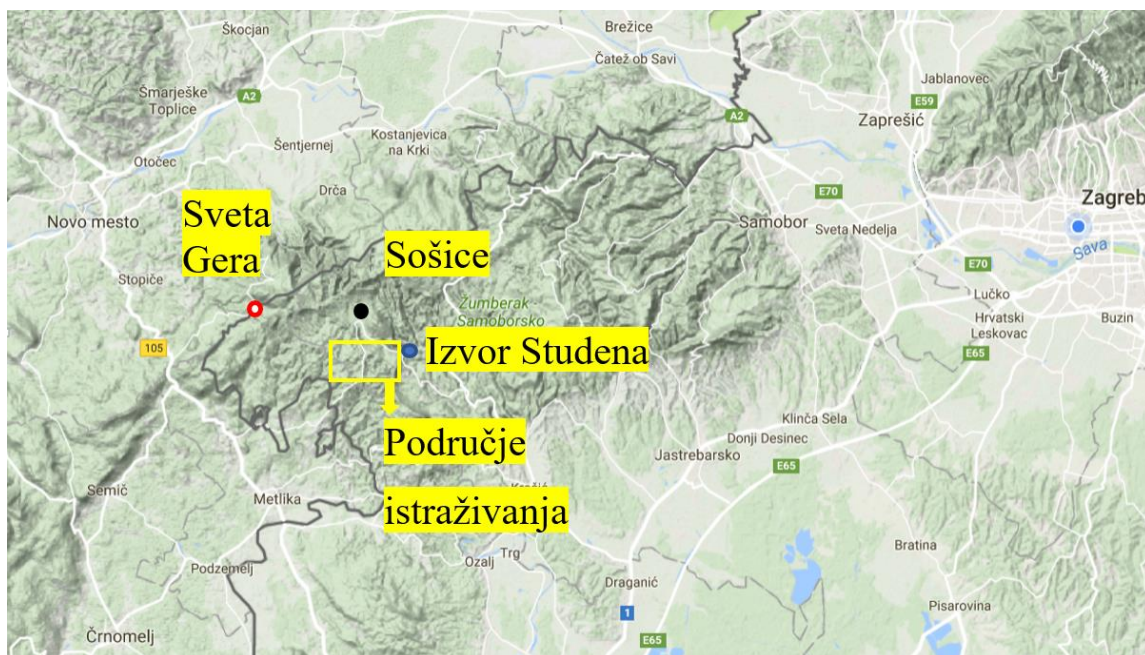 Škocjan
Brežice
Čatež ob Savi
Jablanovec
Šmarješke
Toplice
A2
A2
E59
Zaprešić
Kostanjevica
na Krki
Šentjernej
Otočec
Drča
E70
Zagreb
Novo mesto
Sveta
Gera
Samobor
Sveta Nedelja
Sošice
Sava
E70
Stopiče
Žumberak -
Samoborsko
Lučko
Hrvatski
Leskovac
Buzin
105
Izvor Studena
E65
Klinča Sela
Područje
Donji Desinec
Jastrebarsko
E65
Semič
Metlika
istraživanja
Bratina
Ozalj
Trg
Podzemelj
Draganić
1
Pisarovina
Črnomelj
E65
E65